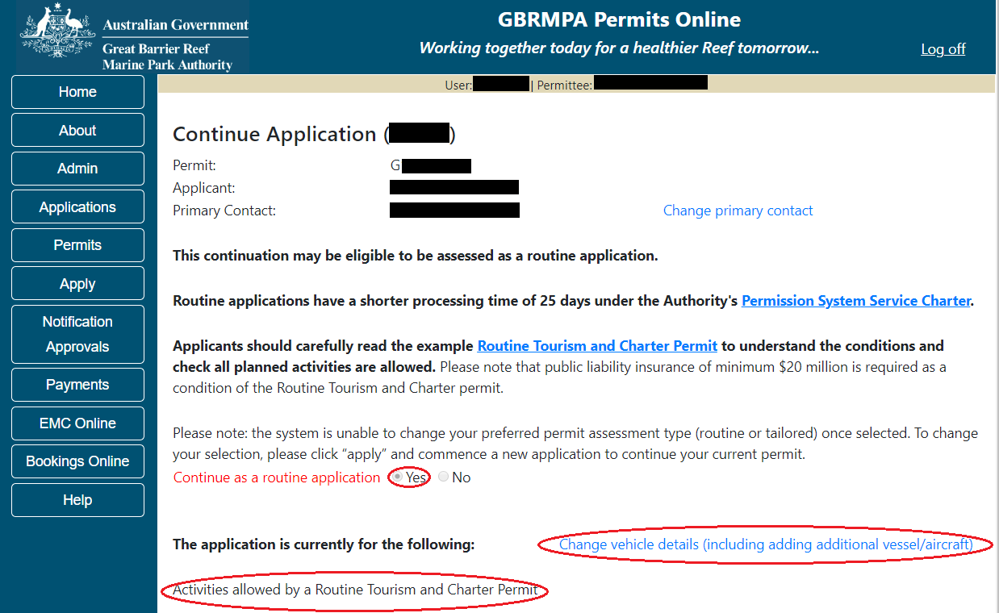 Australian Government
Great Barrier Reef
Marine Park Authority
GBRMPA Permits Online
Working together today for a healthier Reef tomorrow...
Log off
Home
About
Admin
Applications
Permits
Apply
Notification
Approvals
Payments
EMC Online
Bookings Online
Help
User: | Permittee:
Continue Application ( )
Permit: G
Applicant:
Primary Contact: Change primary contact
This continuation may be eligible to be assessed as a routine application.
Routine applications have a shorter processing time of 25 days under the Authority's Permission System Service Charter.
Applicants should carefully read the example Routine Tourism and Charter Permit to understand the conditions and
check all planned activities are allowed. Please note that public liability insurance of minimum $20 million is required as a
condition of the Routine Tourism and Charter permit.
Please note: the system is unable to change your preferred permit assessment type (routine or tailored) once selected. To change
your selection, please click “apply” and commence a new application to continue your current permit.
Continue as a routine application Yes No
The application is currently for the following: Change vehicle details (including adding additional vessel/aircraft)
Activities allowed by a Routine Tourism and Charter Permit